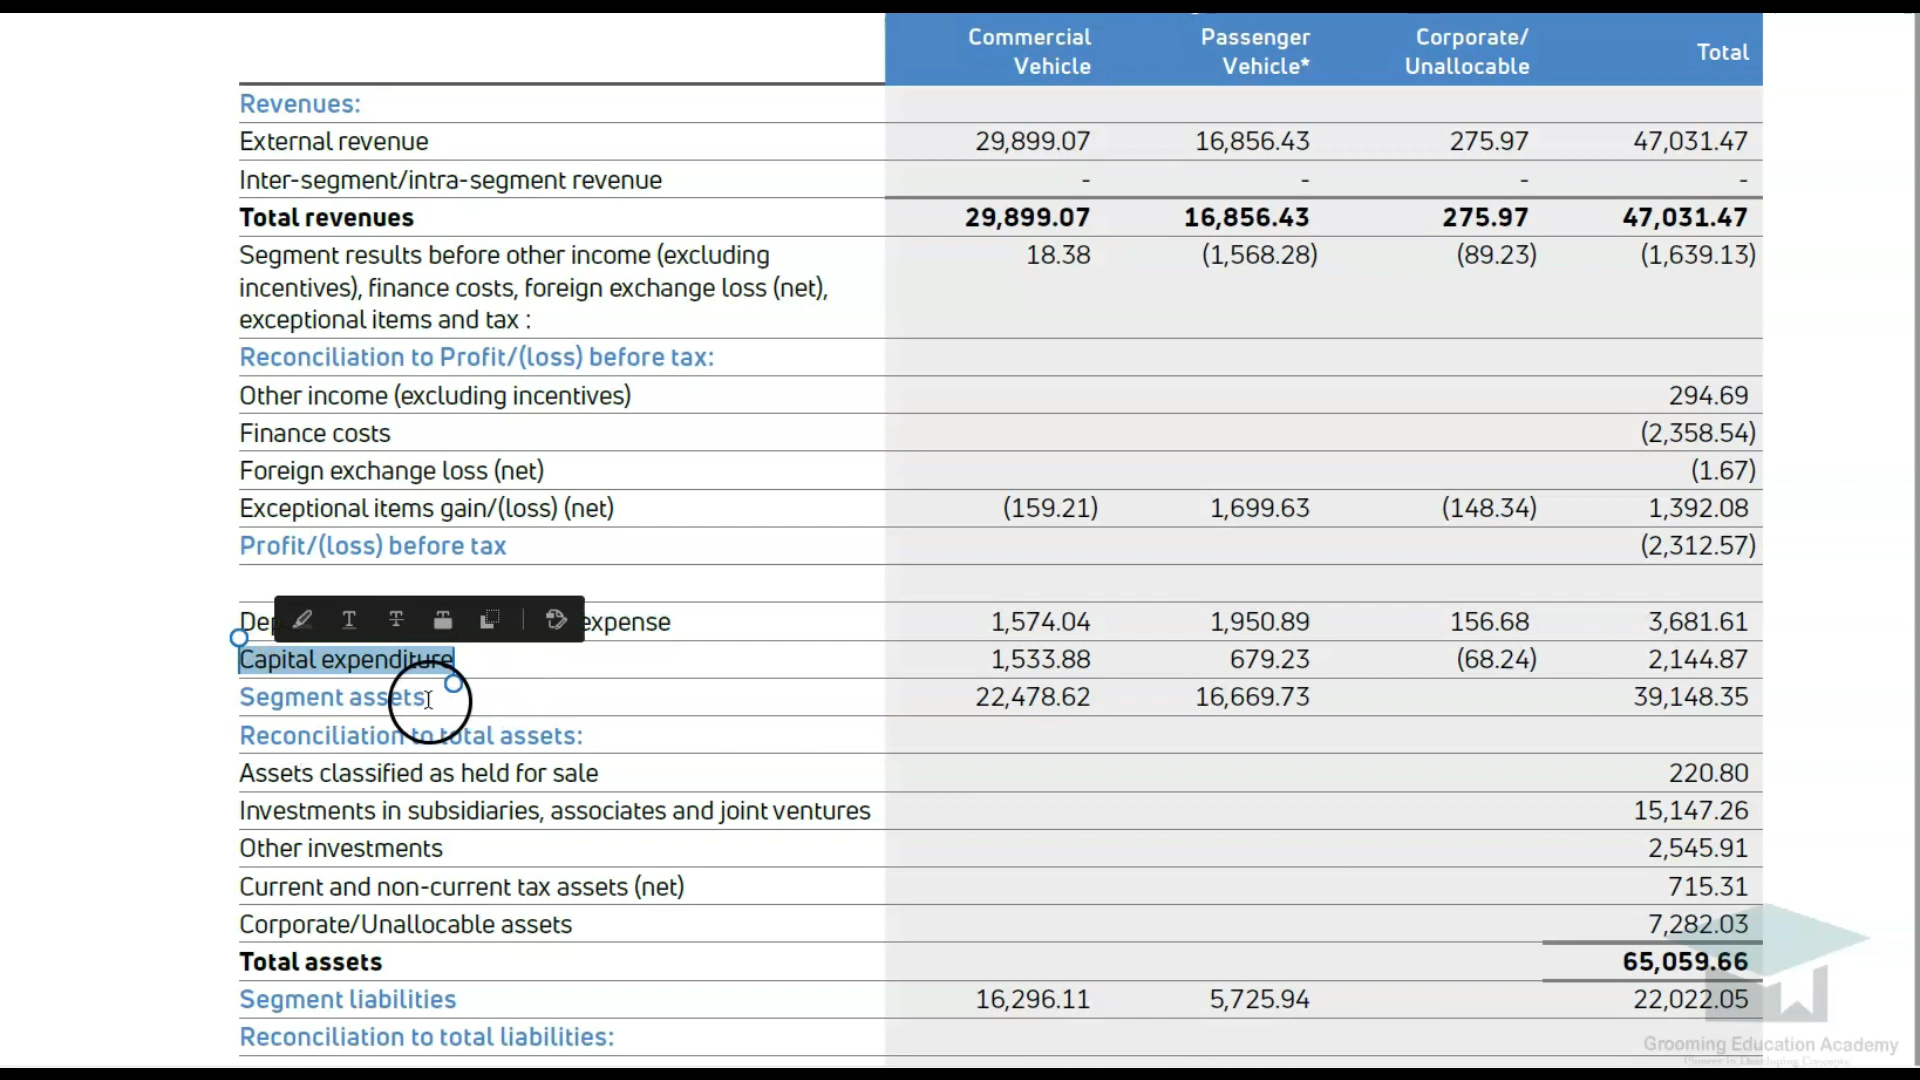 Commercial Vehicle Passenger Vehicle* Corporate/ Unallocable Total
Revenues:
External revenue 29,899.07 16,856.43 275.97 47,031.47
Inter-segment/intra-segment revenue - - - -
Total revenues 29,899.07 16,856.43 275.97 47,031.47
Segment results before other income (excluding 18.38 (1,568.28) (89.23) (1,639.13)
incentives), finance costs, foreign exchange loss (net),
exceptional items and tax :
Reconciliation to Profit/(loss) before tax:
Other income (excluding incentives) 294.69
Finance costs (2,358.54)
Foreign exchange loss (net) (1.67)
Exceptional items gain/(loss) (net) (159.21) 1,699.63 (148.34) 1,392.08
Profit/(loss) before tax (2,312.57)
expense 1,574.04 1,950.89 156.68 3,681.61
Capital expenditure 1,533.88 679.23 (68.24) 2,144.87
Segment assets 22,478.62 16,669.73 39,148.35
Reconciliation to total assets:
Assets classified as held for sale 220.80
Investments in subsidiaries, associates and joint ventures 15,147.26
Other investments 2,545.91
Current and non-current tax assets (net) 715.31
Corporate/Unallocable assets 7,282.03
Total assets 65,059.66
Segment liabilities 16,296.11 5,725.94 22,022.05
Reconciliation to total liabilities:
Grooming Education Academy
Pioneer In Developing Concepts